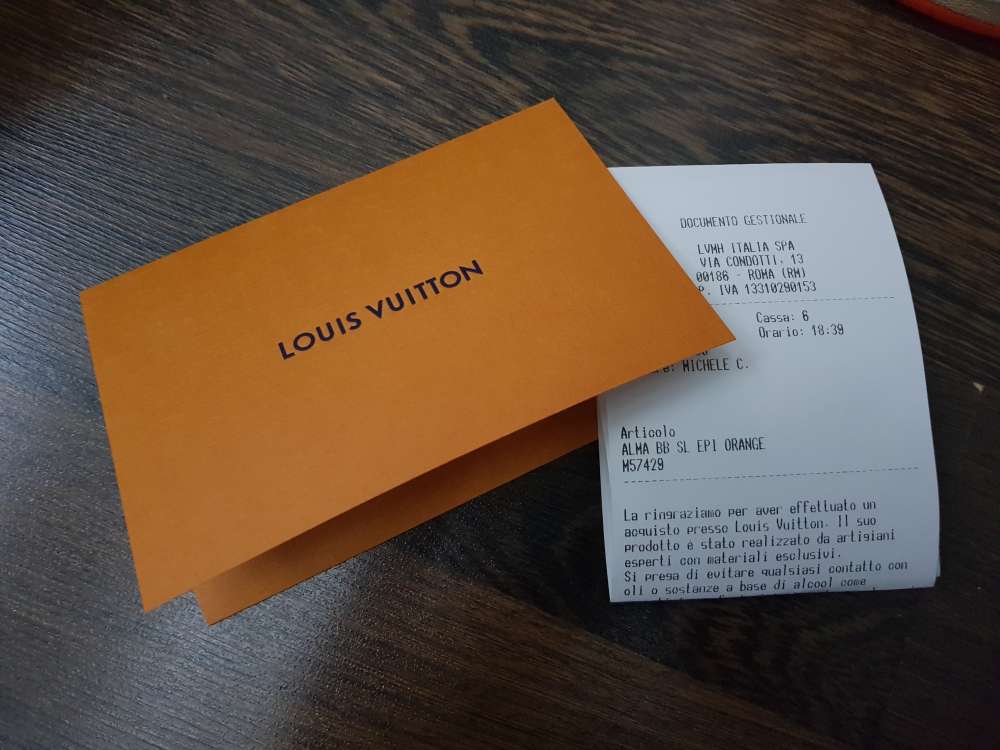 LOUIS VUITTON
DOCUMENTO GESTIONALE
LVMH ITALIA SPA
VIA CONDOTTI, 13
00186 - ROMA (RM)
P. IVA 13310290153
Cassa: 6
Orario: 18:39
MICHELE C.
Articolo
ALMA BB SL EPI ORANGE
M57429
La ringraziamo per aver effettuato un
acquisto presso Louis Vuitton. Il suo
prodotto è stato realizzato da artigiani
esperti con materiali esclusivi.
Si prega di evitare qualsiasi contatto con
oli o sostanze a base di alcool come